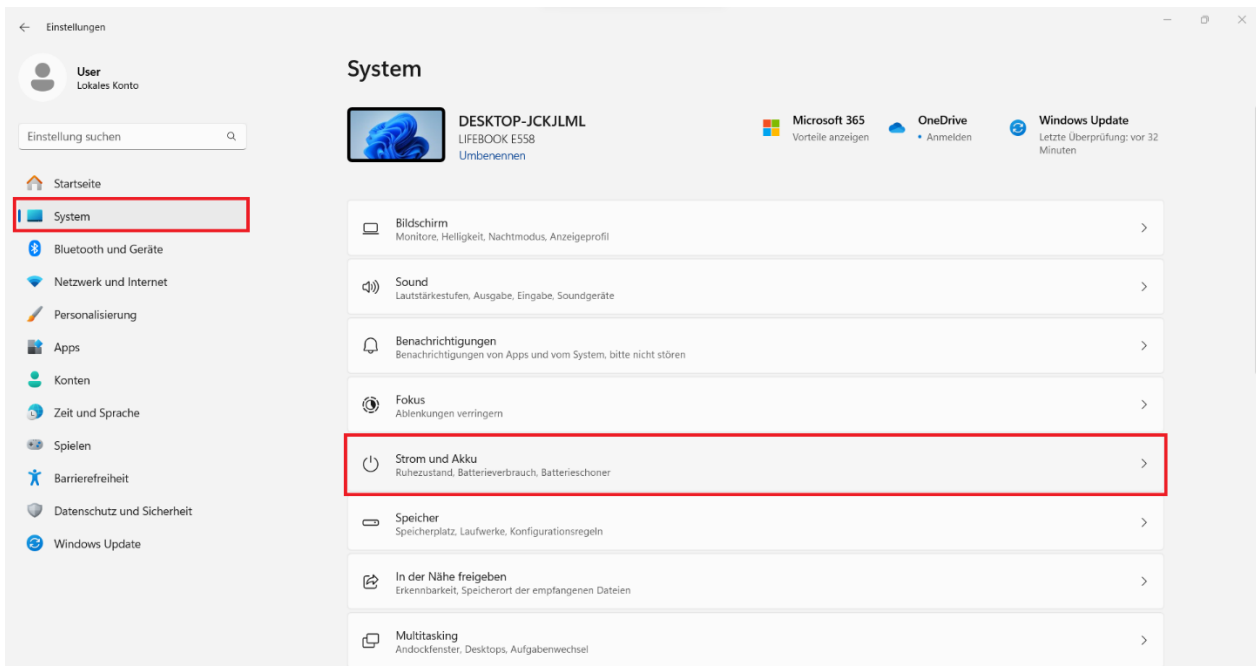 Einstellungen
User
Lokales Konto
Einstellung suchen
Startseite
System
Bluetooth und Geräte
Netzwerk und Internet
Personalisierung
Apps
Konten
Zeit und Sprache
Spielen
Barrierefreiheit
Datenschutz und Sicherheit
Windows Update
System
DESKTOP-JCKJLML
LIFEBOOK E558
Umbenennen
Microsoft 365
Vorteile anzeigen
OneDrive
• Anmelden
Windows Update
Letzte Überprüfung: vor 32
Minuten
Bildschirm
Monitore, Helligkeit, Nachtmodus, Anzeigeprofil
Sound
Lautstärkestufen, Ausgabe, Eingabe, Soundgeräte
Benachrichtigungen
Benachrichtigungen von Apps und vom System, bitte nicht stören
Fokus
Ablenkungen verringern
Strom und Akku
Ruhezustand, Batterieverbrauch, Batterieschoner
Speicher
Speicherplatz, Laufwerke, Konfigurationsregeln
In der Nähe freigeben
Erkennbarkeit, Speicherort der empfangenen Dateien
Multitasking
Andockfenster, Desktops, Aufgabenwechsel